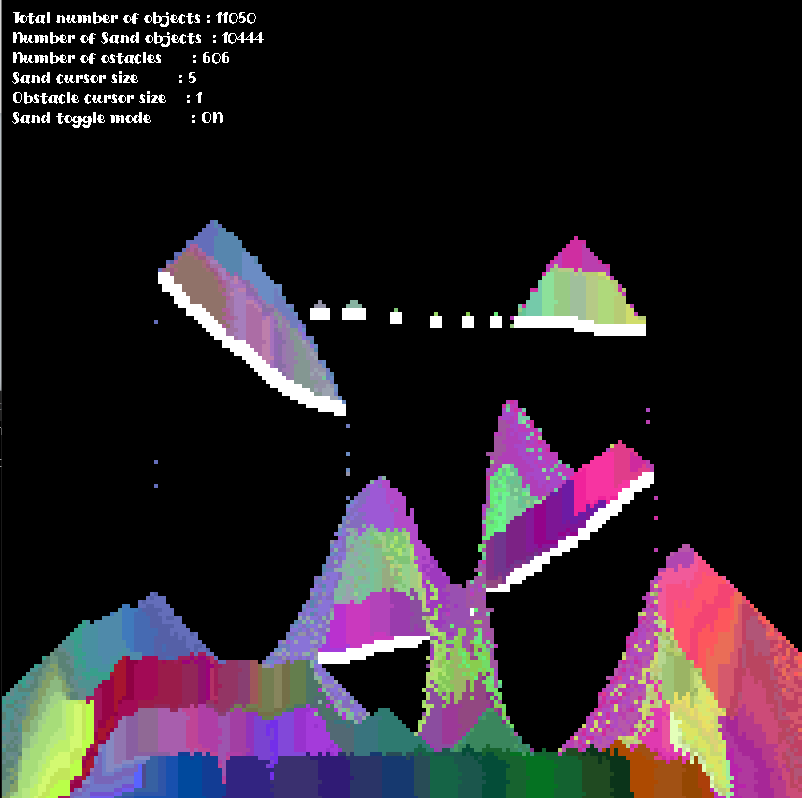 Total number of objects : 11050
Number of Sand objects : 10444
Number of ostacles : 606
Sand cursor size : 5
Obstacle cursor size : 1
Sand toggle mode : ON